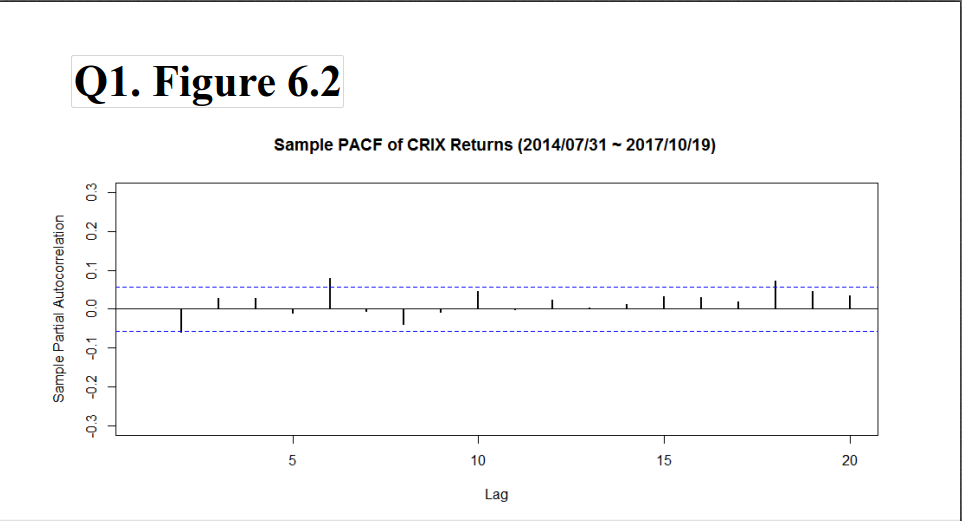 Q1. Figure 6.2
Sample PACF of CRIX Returns (2014/07/31 ~ 2017/10/19)
Sample Partial Autocorrelation
0.3
0.2
0.1
0.0
-0.1
-0.2
-0.3
5 10 15 20
Lag